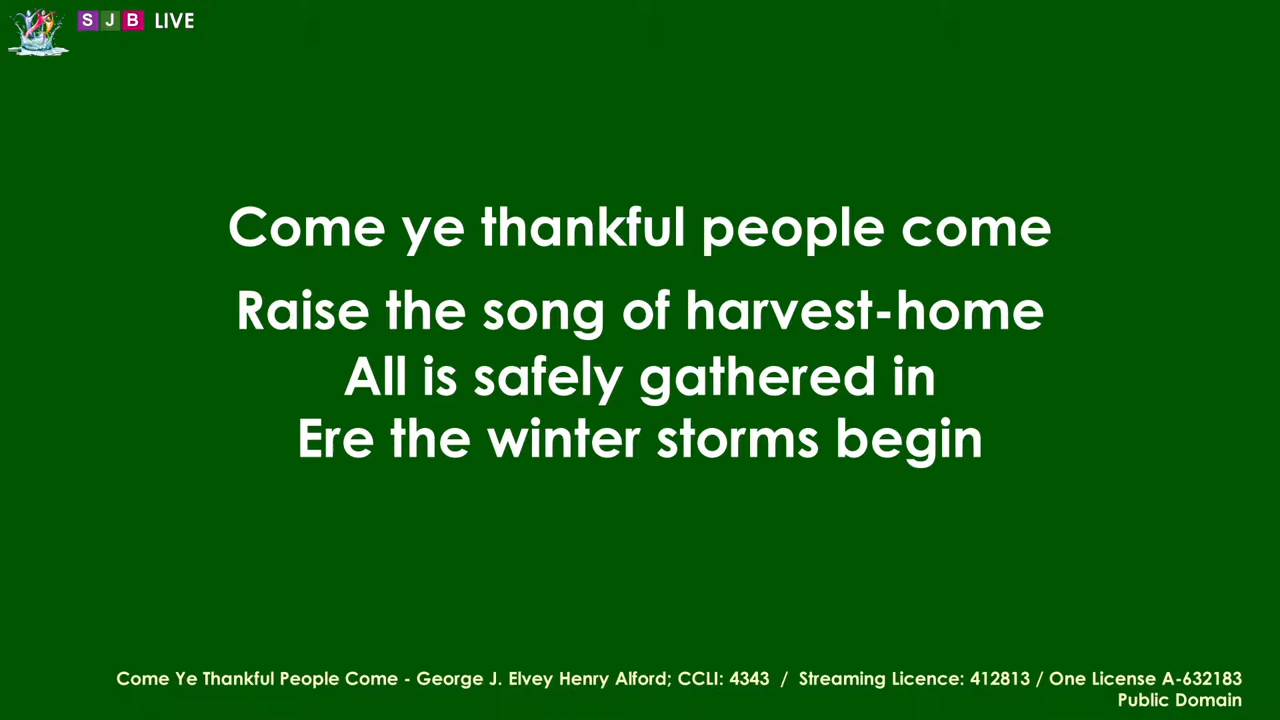 SJB LIVE
Come ye thankful people come
Raise the song of harvest-home
All is safely gathered in
Ere the winter storms begin
Come Ye Thankful People Come - George J. Elvey Henry Alford; CCLI: 4343 / Streaming Licence: 412813 / One License A-632183
Public Domain